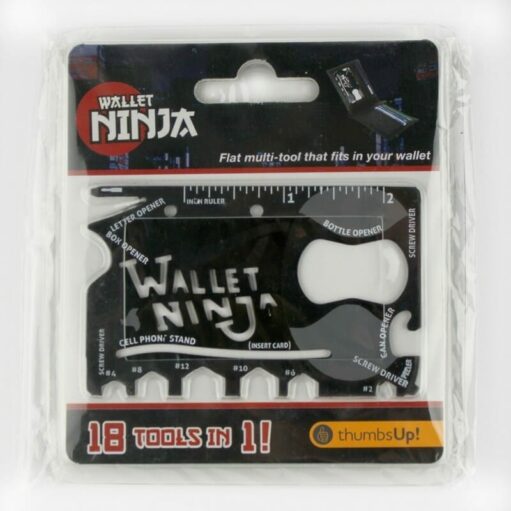 WALLET
NINJA
Flat multi-tool that fits in your wallet
INCH RULER
1
2
LETTER OPENER
BOX OPENER
BOTTLE OPENER
SCREW DRIVER
WALLET
NINJA
CELL PHONE STAND
(INSERT CARD)
CAN OPENER
SCREW DRIVER
SCREW DRIVER
#4
#8
#12
#10
#6
#2
18 TOOLS IN 1!
thumbsUp!